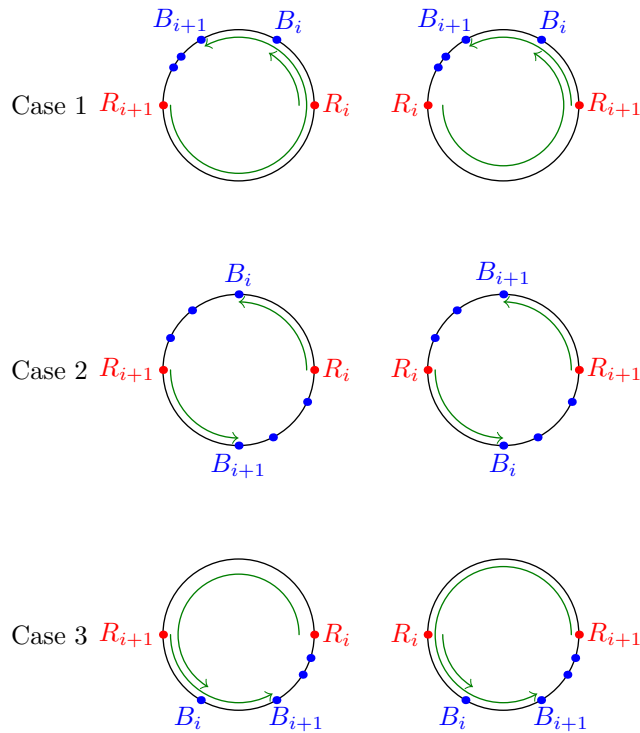 B_{i+1} B_i B_{i+1} B_i
Case 1 R_{i+1} R_i R_i R_{i+1}
B_i B_{i+1}
Case 2 R_{i+1} R_i R_i R_{i+1}
B_{i+1} B_i
Case 3 R_{i+1} R_i R_i R_{i+1}
B_i B_{i+1} B_i B_{i+1}